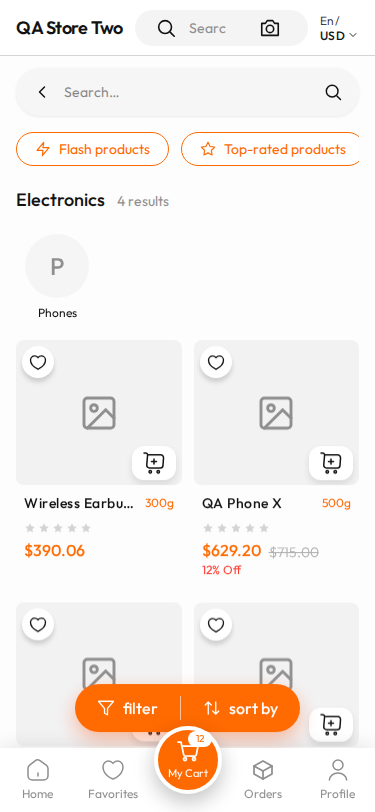 QA Store Two
Searc
En /
USD
Search...
Flash products
Top-rated products
Electronics 4 results
P
Phones
Wireless Earbu... 300g
$390.06
QA Phone X 500g
$629.20 $715.00
12% Off
filter
sort by
12
My Cart
Home
Favorites
Orders
Profile